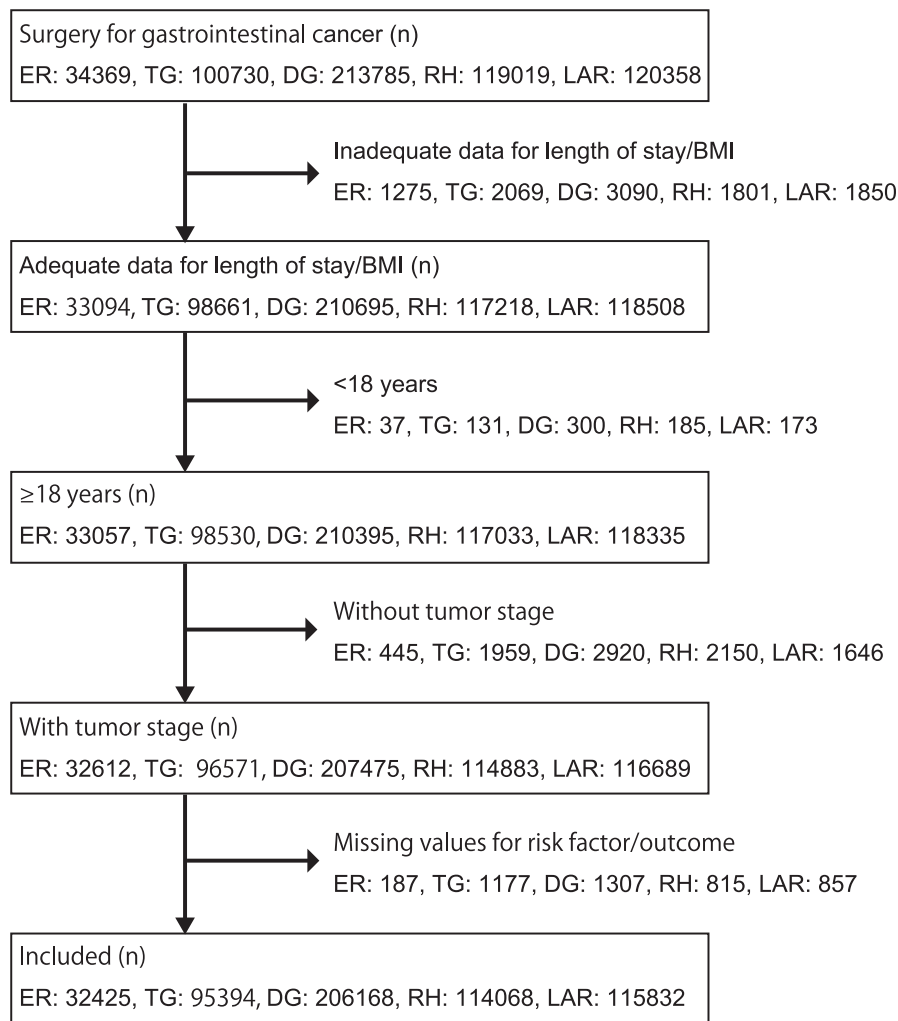 Surgery for gastrointestinal cancer (n)
ER: 34369, TG: 100730, DG: 213785, RH: 119019, LAR: 120358
Inadequate data for length of stay/BMI
ER: 1275, TG: 2069, DG: 3090, RH: 1801, LAR: 1850
Adequate data for length of stay/BMI (n)
ER: 33094, TG: 98661, DG: 210695, RH: 117218, LAR: 118508
<18 years
ER: 37, TG: 131, DG: 300, RH: 185, LAR: 173
≥18 years (n)
ER: 33057, TG: 98530, DG: 210395, RH: 117033, LAR: 118335
Without tumor stage
ER: 445, TG: 1959, DG: 2920, RH: 2150, LAR: 1646
With tumor stage (n)
ER: 32612, TG: 96571, DG: 207475, RH: 114883, LAR: 116689
Missing values for risk factor/outcome
ER: 187, TG: 1177, DG: 1307, RH: 815, LAR: 857
Included (n)
ER: 32425, TG: 95394, DG: 206168, RH: 114068, LAR: 115832